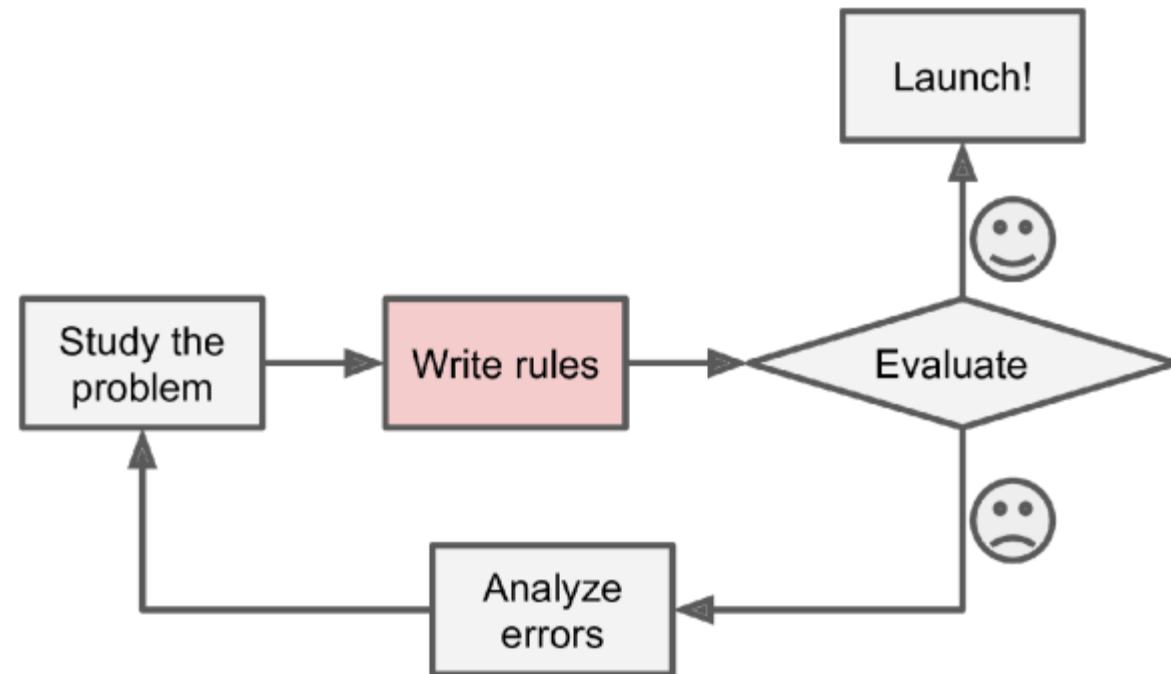 Launch!
Study the
problem
Write rules
Evaluate
Analyze
errors